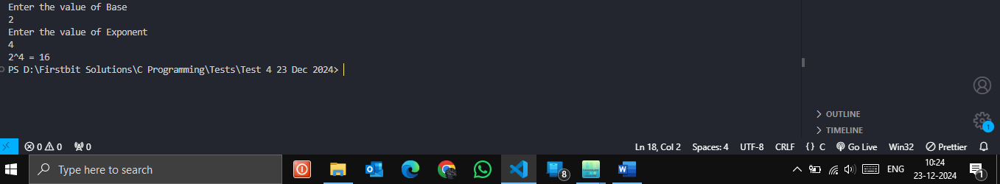 Enter the value of Base
2
Enter the value of Exponent
4
2^4 = 16
PS D:\Firstbit Solutions\C Programming\Tests\Test 4 23 Dec 2024>
OUTLINE
TIMELINE
1
0 0 0 Ln 18, Col 2 Spaces: 4 UTF-8 CRLF {} C Go Live Win32 Prettier
Type here to search 8 ENG 10:24
23-12-2024 1